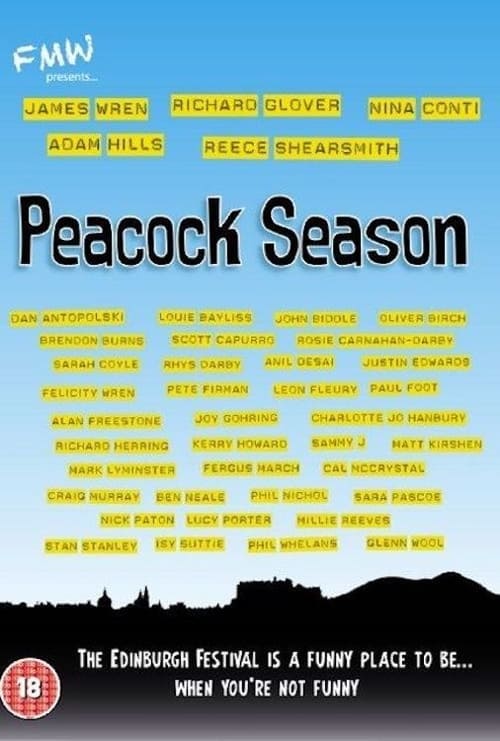 FMW
presents...
JAMES WREN RICHARD GLOVER NINA CONTI
ADAM HILLS REECE SHEARSMITH
Peacock Season
DAN ANTOPOLSKI LOUIE BAYLISS JOHN BIDDLE OLIVER BIRCH
BRENDON BURNS SCOTT CAPURRO ROSIE CARNAHAN-DARBY
SARAH COYLE RHYS DARBY ANIL DESAI JUSTIN EDWARDS
FELICITY WREN PETE FIRMAN LEON FLEURY PAUL FOOT
ALAN FREESTONE JOY GOHRING CHARLOTTE JO HANBURY
RICHARD HERRING KERRY HOWARD SAMMY J MATT KIRSHEN
MARK LYMINSTER FERGUS MARCH CAL MCCRYSTAL
CRAIG MURRAY BEN NEALE PHIL NICHOL SARA PASCOE
NICK PATON LUCY PORTER MILLIE REEVES
STAN STANLEY ISY SUTTIE PHIL WHELANS GLENN WOOL
THE EDINBURGH FESTIVAL IS A FUNNY PLACE TO BE...
WHEN YOU'RE NOT FUNNY
18